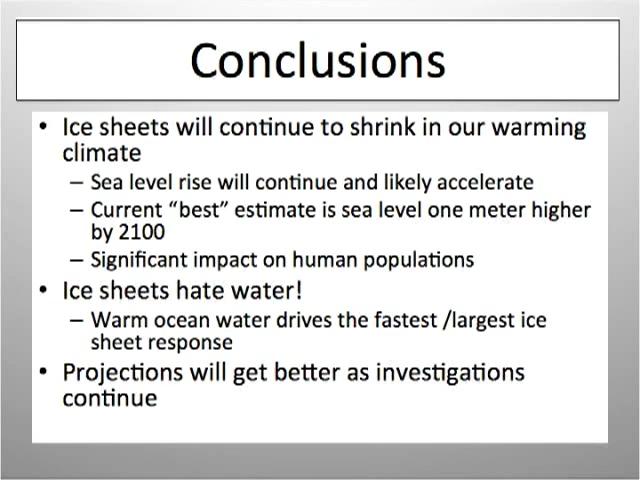 Conclusions
• Ice sheets will continue to shrink in our warming
climate
– Sea level rise will continue and likely accelerate
– Current “best” estimate is sea level one meter higher
by 2100
– Significant impact on human populations
• Ice sheets hate water!
– Warm ocean water drives the fastest /largest ice
sheet response
• Projections will get better as investigations
continue